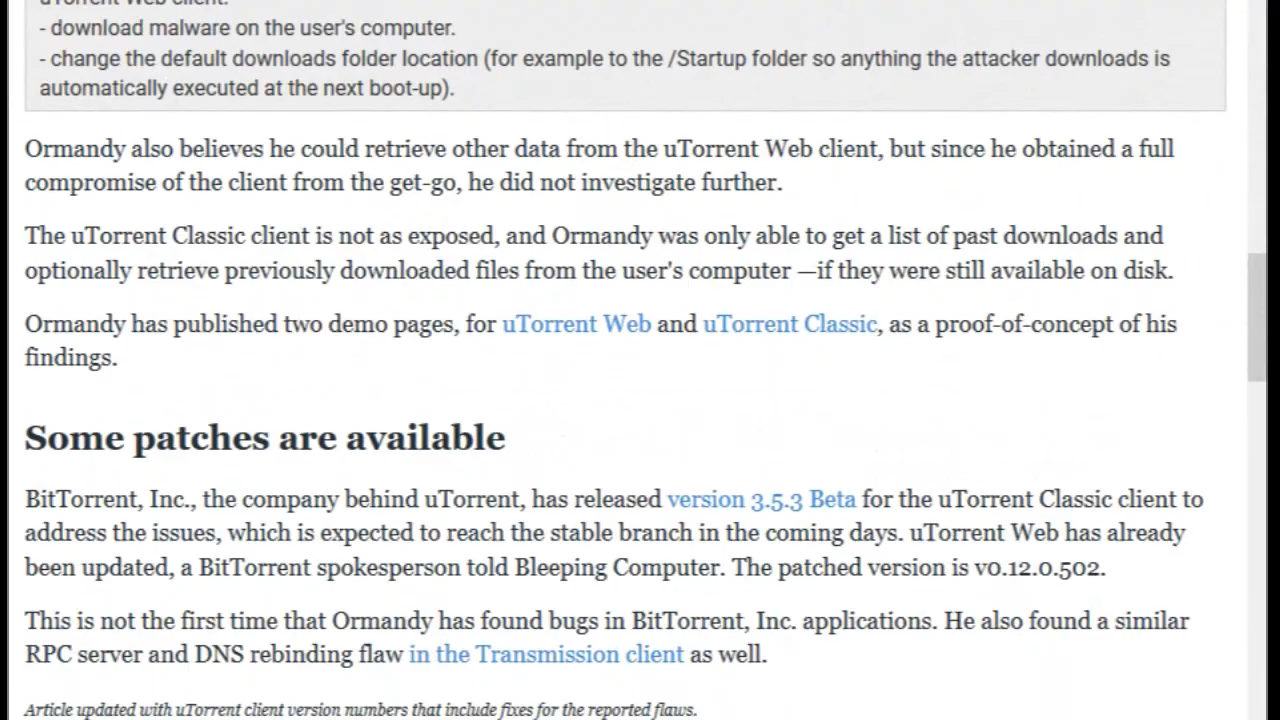 uTorrent Web client.
- download malware on the user's computer.
- change the default downloads folder location (for example to the /Startup folder so anything the attacker downloads is
automatically executed at the next boot-up).
Ormandy also believes he could retrieve other data from the uTorrent Web client, but since he obtained a full
compromise of the client from the get-go, he did not investigate further.
The uTorrent Classic client is not as exposed, and Ormandy was only able to get a list of past downloads and
optionally retrieve previously downloaded files from the user's computer —if they were still available on disk.
Ormandy has published two demo pages, for uTorrent Web and uTorrent Classic, as a proof-of-concept of his
findings.
Some patches are available
BitTorrent, Inc., the company behind uTorrent, has released version 3.5.3 Beta for the uTorrent Classic client to
address the issues, which is expected to reach the stable branch in the coming days. uTorrent Web has already
been updated, a BitTorrent spokesperson told Bleeping Computer. The patched version is v0.12.0.502.
This is not the first time that Ormandy has found bugs in BitTorrent, Inc. applications. He also found a similar
RPC server and DNS rebinding flaw in the Transmission client as well.
Article updated with uTorrent client version numbers that include fixes for the reported flaws.